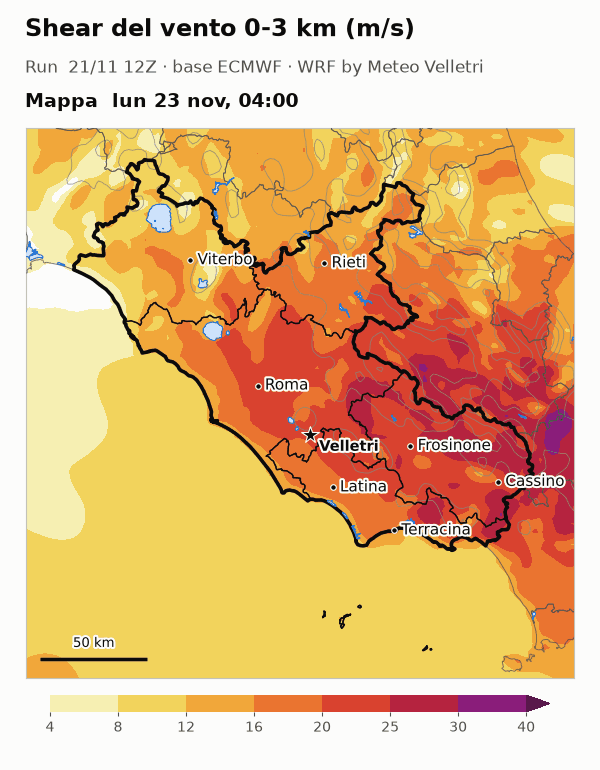 Shear del vento 0-3 km (m/s)
Run  21/11 12Z · base ECMWF · WRF by Meteo Velletri
Mappa  lun 23 nov, 04:00
Viterbo
Rieti
Roma
Velletri
Frosinone
Latina
Cassino
Terracina
50 km
4 8 12 16 20 25 30 40